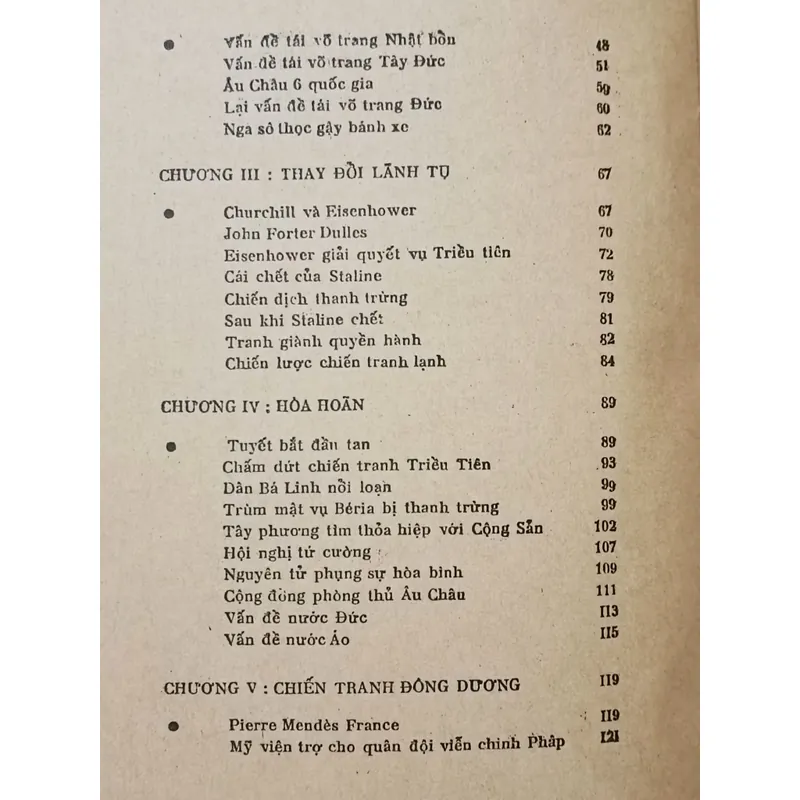 ● Vấn đề tái võ trang Nhật bổn 48
Vấn đề tái võ trang Tây Đức 51
Âu Châu 6 quốc gia 59
Lại vấn đề tái võ trang Đức 60
Nga sô thọc gậy bánh xe 62
CHƯƠNG III : THAY ĐỔI LÃNH TỤ 67
● Churchill và Eisenhower 67
John Forter Dulles 70
Eisenhower giải quyết vụ Triều tiên 72
Cái chết của Staline 78
Chiến dịch thanh trừng 79
Sau khi Staline chết 81
Tranh giành quyền hành 82
Chiến lược chiến tranh lạnh 84
CHƯƠNG IV : HÒA HOÃN 89
● Tuyết bắt đầu tan 89
Chấm dứt chiến tranh Triều Tiên 93
Dân Bá Linh nổi loạn 99
Trùm mật vụ Béria bị thanh trừng 99
Tây phương tìm thỏa hiệp với Cộng Sản 102
Hội nghị tứ cường 107
Nguyên tử phụng sự hòa bình 109
Cộng đồng phòng thủ Âu Châu 111
Vấn đề nước Đức 113
Vấn đề nước Áo 115
CHƯƠNG V : CHIẾN TRANH ĐÔNG DƯƠNG 119
● Pierre Mendès France 119
Mỹ viện trợ cho quân đội viễn chinh Pháp 121